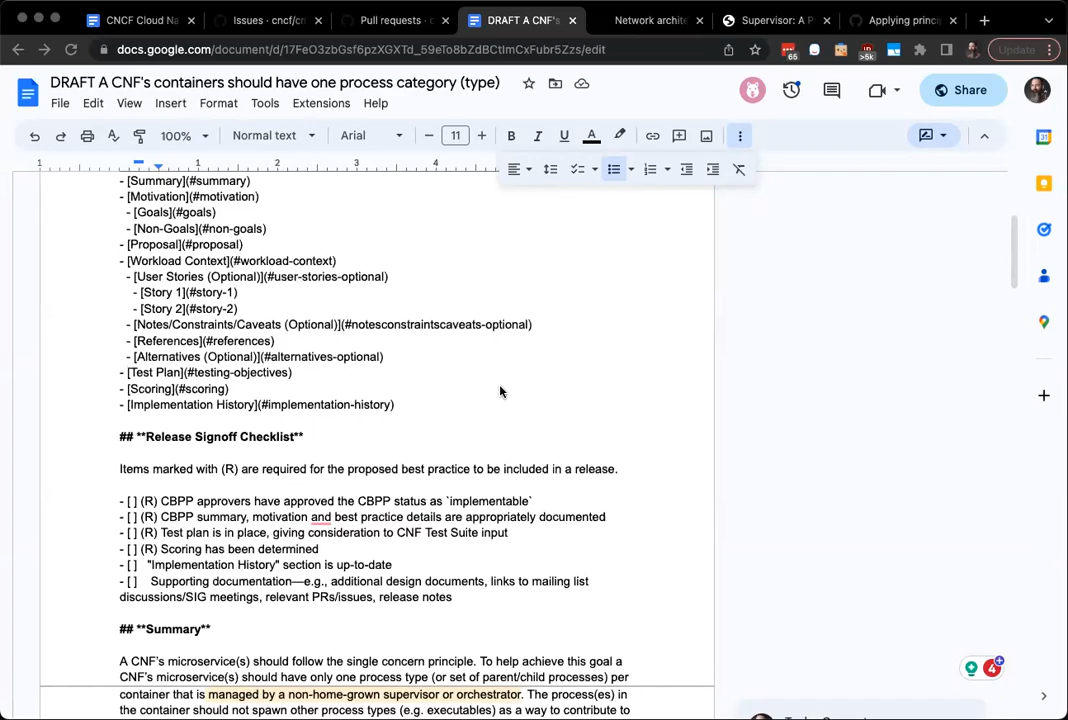 CNCF Cloud Na
Issues · cncf/cn
Pull requests · c
DRAFT A CNF's
Network archite
Supervisor: A P
Applying princip
docs.google.com/document/d/17FeO3zbGsf6pzXGXTd_59eTo8bZdBCtImCxFubr5Zzs/edit
65
>5k
Update
DRAFT A CNF's containers should have one process category (type)
File Edit View Insert Format Tools Extensions Help
Share
100% Normal text Arial 11 B I U A
1 1 2 3 4
- [Summary](#summary)
- [Motivation](#motivation)
- [Goals](#goals)
- [Non-Goals](#non-goals)
- [Proposal](#proposal)
- [Workload Context](#workload-context)
- [User Stories (Optional)](#user-stories-optional)
- [Story 1](#story-1)
- [Story 2](#story-2)
- [Notes/Constraints/Caveats (Optional)](#notesconstraintscaveats-optional)
- [References](#references)
- [Alternatives (Optional)](#alternatives-optional)
- [Test Plan](#testing-objectives)
- [Scoring](#scoring)
- [Implementation History](#implementation-history)
## **Release Signoff Checklist**
Items marked with (R) are required for the proposed best practice to be included in a release.
- [ ] (R) CBPP approvers have approved the CBPP status as `implementable`
- [ ] (R) CBPP summary, motivation and best practice details are appropriately documented
- [ ] (R) Test plan is in place, giving consideration to CNF Test Suite input
- [ ] (R) Scoring has been determined
- [ ] "Implementation History" section is up-to-date
- [ ] Supporting documentation—e.g., additional design documents, links to mailing list
discussions/SIG meetings, relevant PRs/issues, release notes
## **Summary**
A CNF's microservice(s) should follow the single concern principle. To help achieve this goal a
CNF's microservice(s) should have only one process type (or set of parent/child processes) per
container that is managed by a non-home-grown supervisor or orchestrator. The process(es) in
the container should not spawn other process types (e.g. executables) as a way to contribute to
4